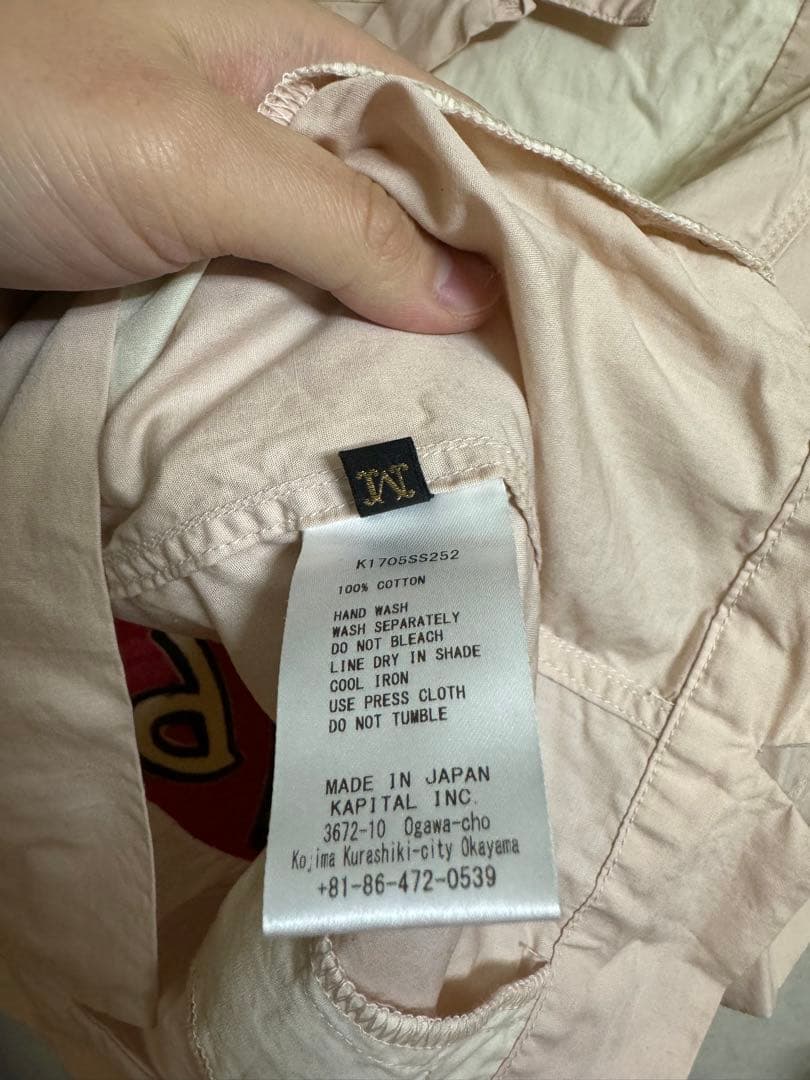 M
K1705SS252
100% COTTON
HAND WASH
WASH SEPARATELY
DO NOT BLEACH
LINE DRY IN SHADE
COOL IRON
USE PRESS CLOTH
DO NOT TUMBLE
MADE IN JAPAN
KAPITAL INC.
3672-10 Ogawa-cho
Kojima Kurashiki-city Okayama
+81-86-472-0539